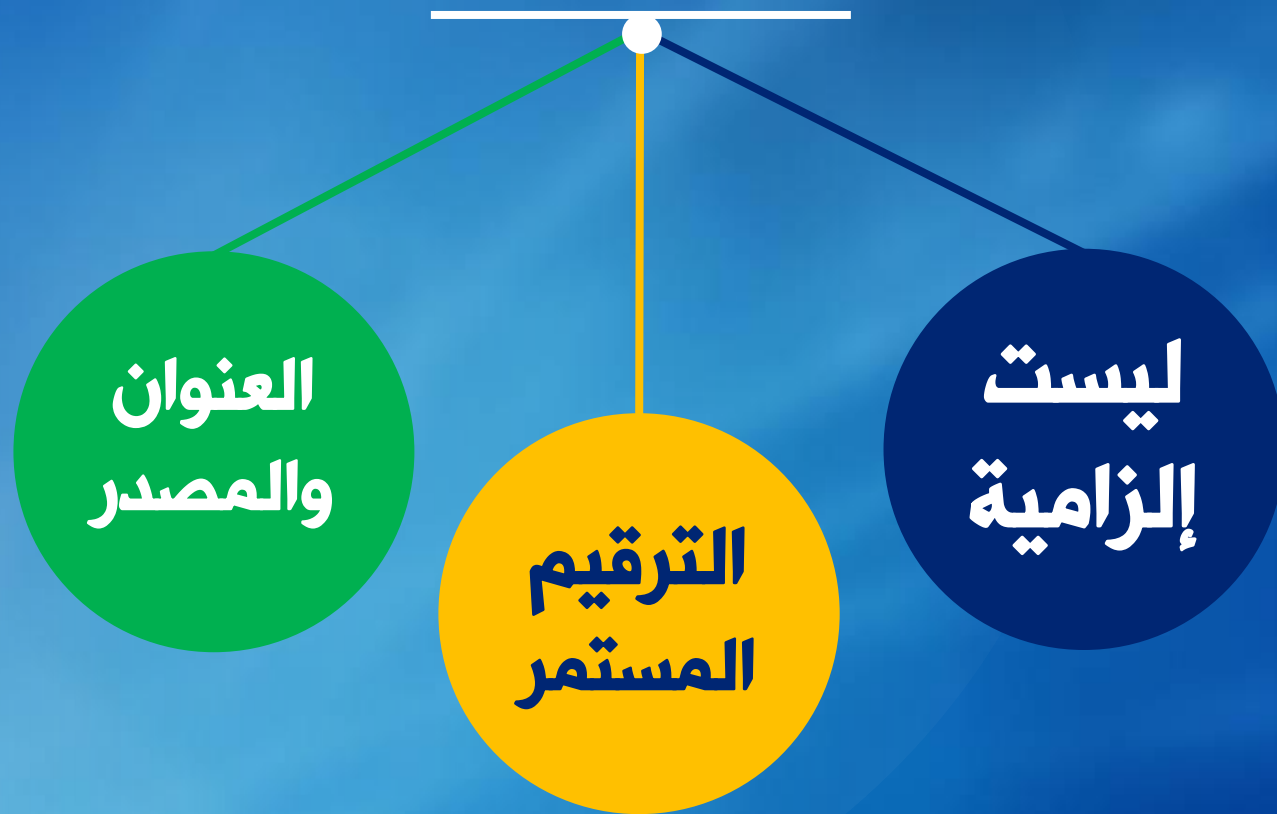 ليست
إلزامية
الترقيم
المستمر
العنوان
والمصدر